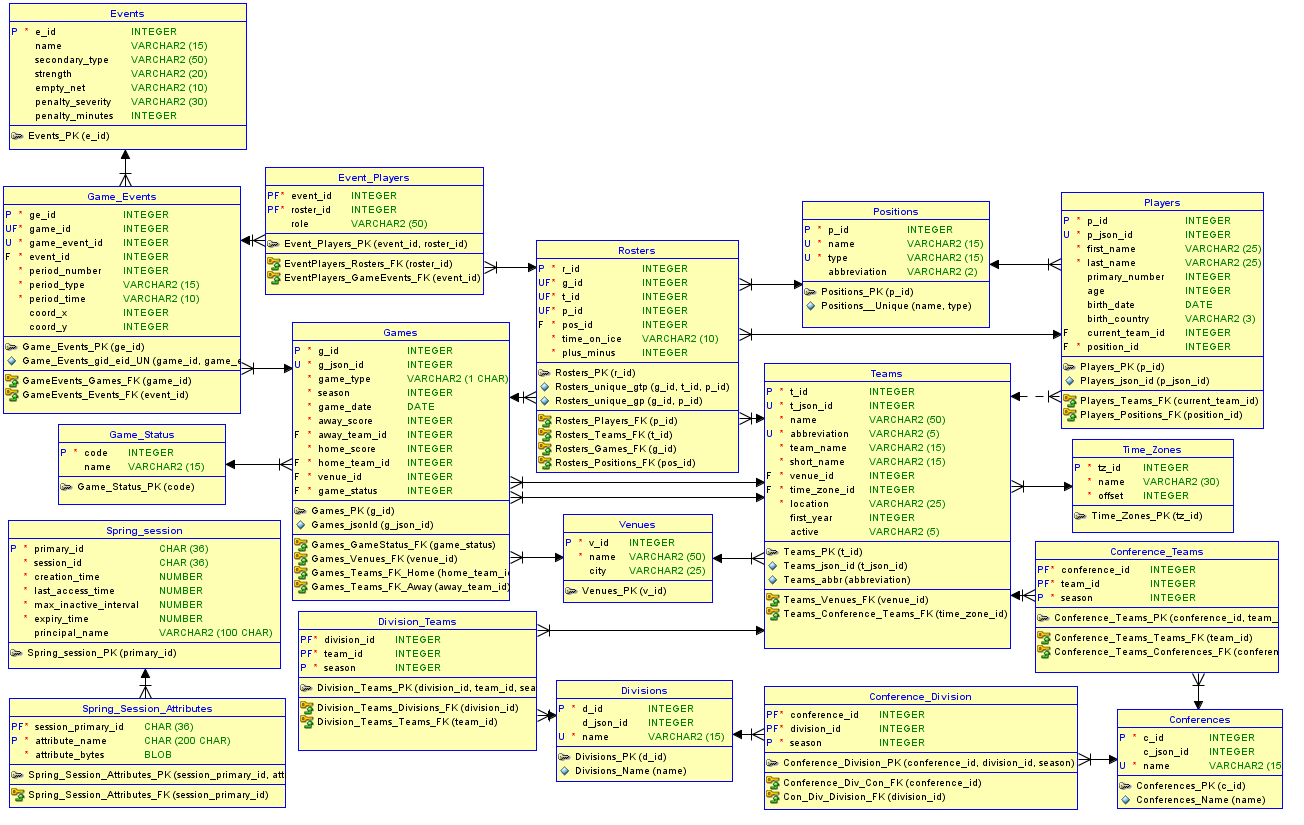 Events
P * e_id INTEGER
name VARCHAR2 (15)
secondary_type VARCHAR2 (50)
strength VARCHAR2 (20)
empty_net VARCHAR2 (10)
penalty_severity VARCHAR2 (30)
penalty_minutes INTEGER
Events_PK (e_id)
Game_Events
P * ge_id INTEGER
UF* game_id INTEGER
U * game_event_id INTEGER
F * event_id INTEGER
* period_number INTEGER
* period_type VARCHAR2 (15)
* period_time VARCHAR2 (10)
coord_x INTEGER
coord_y INTEGER
Game_Events_PK (ge_id)
Game_Events_gid_eid_UN (game_id, game_e
GameEvents_Games_FK (game_id)
GameEvents_Events_FK (event_id)
Event_Players
PF* event_id INTEGER
PF* roster_id INTEGER
role VARCHAR2 (50)
Event_Players_PK (event_id, roster_id)
EventPlayers_Rosters_FK (roster_id)
EventPlayers_GameEvents_FK (event_id)
Rosters
P * r_id INTEGER
UF* g_id INTEGER
UF* t_id INTEGER
UF* p_id INTEGER
F * pos_id INTEGER
* time_on_ice VARCHAR2 (10)
* plus_minus INTEGER
Rosters_PK (r_id)
Rosters_unique_gtp (g_id, t_id, p_id)
Rosters_unique_gp (g_id, p_id)
Rosters_Players_FK (p_id)
Rosters_Teams_FK (t_id)
Rosters_Games_FK (g_id)
Rosters_Positions_FK (pos_id)
Positions
P * p_id INTEGER
U * name VARCHAR2 (15)
U * type VARCHAR2 (15)
abbreviation VARCHAR2 (2)
Positions_PK (p_id)
Positions__Unique (name, type)
Players
P * p_id INTEGER
U * p_json_id INTEGER
* first_name VARCHAR2 (25)
* last_name VARCHAR2 (25)
primary_number INTEGER
age INTEGER
birth_date DATE
birth_country VARCHAR2 (3)
F current_team_id INTEGER
F * position_id INTEGER
Players_PK (p_id)
Players_json_id (p_json_id)
Players_Teams_FK (current_team_id)
Players_Positions_FK (position_id)
Games
P * g_id INTEGER
U * g_json_id INTEGER
* game_type VARCHAR2 (1 CHAR)
* season INTEGER
* game_date DATE
* away_score INTEGER
F * away_team_id INTEGER
* home_score INTEGER
F * home_team_id INTEGER
F * venue_id INTEGER
F * game_status INTEGER
Games_PK (g_id)
Games_jsonId (g_json_id)
Games_GameStatus_FK (game_status)
Games_Venues_FK (venue_id)
Games_Teams_FK_Home (home_team_id
Games_Teams_FK_Away (away_team_id)
Game_Status
P * code INTEGER
name VARCHAR2 (15)
Game_Status_PK (code)
Teams
P * t_id INTEGER
U * t_json_id INTEGER
* name VARCHAR2 (50)
U * abbreviation VARCHAR2 (5)
* team_name VARCHAR2 (15)
* short_name VARCHAR2 (15)
F * venue_id INTEGER
F * time_zone_id INTEGER
* location VARCHAR2 (25)
first_year INTEGER
active VARCHAR2 (5)
Teams_PK (t_id)
Teams_json_id (t_json_id)
Teams_abbr (abbreviation)
Teams_Venues_FK (venue_id)
Teams_Conference_Teams_FK (time_zone_id)
Time_Zones
P * tz_id INTEGER
* name VARCHAR2 (30)
* offset INTEGER
Time_Zones_PK (tz_id)
Spring_session
P * primary_id CHAR (36)
* session_id CHAR (36)
* creation_time NUMBER
* last_access_time NUMBER
* max_inactive_interval NUMBER
* expiry_time NUMBER
principal_name VARCHAR2 (100 CHAR)
Spring_session_PK (primary_id)
Venues
P * v_id INTEGER
* name VARCHAR2 (50)
city VARCHAR2 (25)
Venues_PK (v_id)
Conference_Teams
PF* conference_id INTEGER
PF* team_id INTEGER
P * season INTEGER
Conference_Teams_PK (conference_id, team_
Conference_Teams_Teams_FK (team_id)
Conference_Teams_Conferences_FK (conferen
Division_Teams
PF* division_id INTEGER
PF* team_id INTEGER
P * season INTEGER
Division_Teams_PK (division_id, team_id, sea
Division_Teams_Divisions_FK (division_id)
Division_Teams_Teams_FK (team_id)
Spring_Session_Attributes
PF* session_primary_id CHAR (36)
P * attribute_name CHAR (200 CHAR)
* attribute_bytes BLOB
Spring_Session_Attributes_PK (session_primary_id, att
Spring_Session_Attributes_FK (session_primary_id)
Divisions
P * d_id INTEGER
d_json_id INTEGER
U * name VARCHAR2 (15)
Divisions_PK (d_id)
Divisions_Name (name)
Conference_Division
PF* conference_id INTEGER
PF* division_id INTEGER
P * season INTEGER
Conference_Division_PK (conference_id, division_id, season)
Conference_Div_Con_FK (conference_id)
Con_Div_Division_FK (division_id)
Conferences
P * c_id INTEGER
c_json_id INTEGER
U * name VARCHAR2 (15
Conferences_PK (c_id)
Conferences_Name (name)